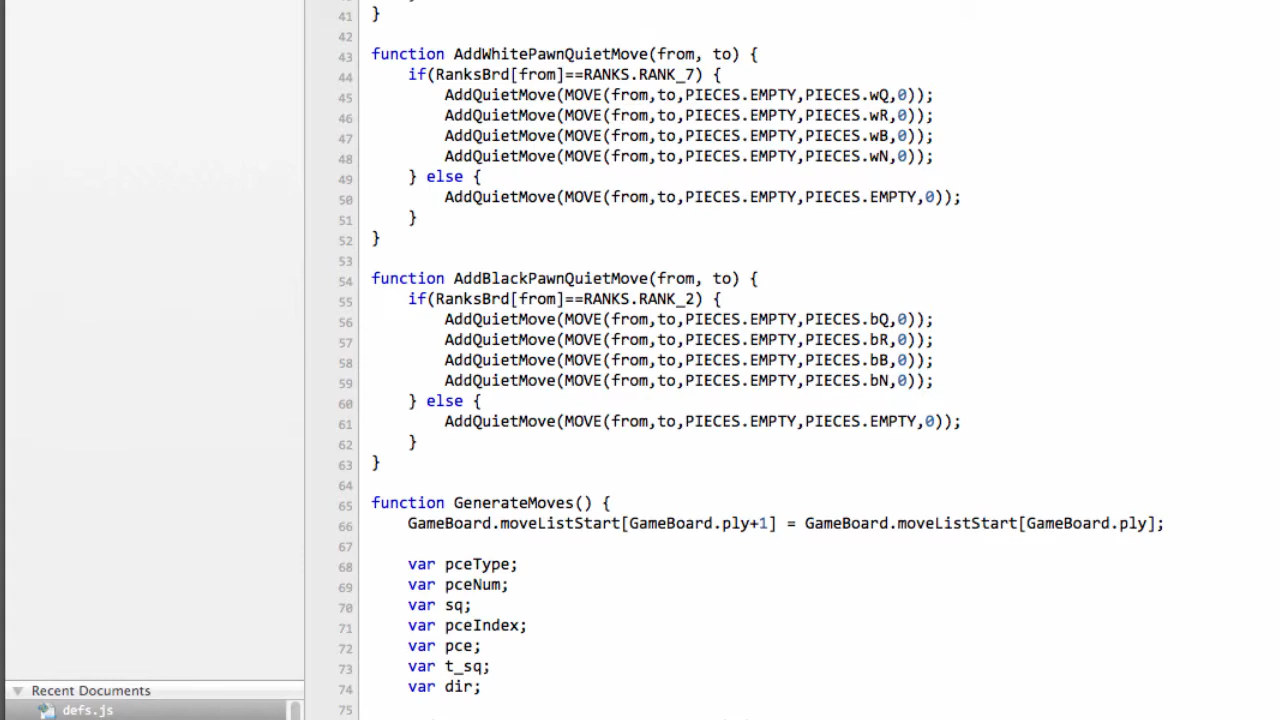 41 }
42
43 function AddWhitePawnQuietMove(from, to) {
44 if(RanksBrd[from]==RANKS.RANK_7) {
45 AddQuietMove(MOVE(from,to,PIECES.EMPTY,PIECES.wQ,0));
46 AddQuietMove(MOVE(from,to,PIECES.EMPTY,PIECES.wR,0));
47 AddQuietMove(MOVE(from,to,PIECES.EMPTY,PIECES.wB,0));
48 AddQuietMove(MOVE(from,to,PIECES.EMPTY,PIECES.wN,0));
49 } else {
50 AddQuietMove(MOVE(from,to,PIECES.EMPTY,PIECES.EMPTY,0));
51 }
52 }
53
54 function AddBlackPawnQuietMove(from, to) {
55 if(RanksBrd[from]==RANKS.RANK_2) {
56 AddQuietMove(MOVE(from,to,PIECES.EMPTY,PIECES.bQ,0));
57 AddQuietMove(MOVE(from,to,PIECES.EMPTY,PIECES.bR,0));
58 AddQuietMove(MOVE(from,to,PIECES.EMPTY,PIECES.bB,0));
59 AddQuietMove(MOVE(from,to,PIECES.EMPTY,PIECES.bN,0));
60 } else {
61 AddQuietMove(MOVE(from,to,PIECES.EMPTY,PIECES.EMPTY,0));
62 }
63 }
64
65 function GenerateMoves() {
66 GameBoard.moveListStart[GameBoard.ply+1] = GameBoard.moveListStart[GameBoard.ply];
67
68 var pceType;
69 var pceNum;
70 var sq;
71 var pceIndex;
72 var pce;
73 var t_sq;
74 var dir;
75
Recent Documents
defs.js